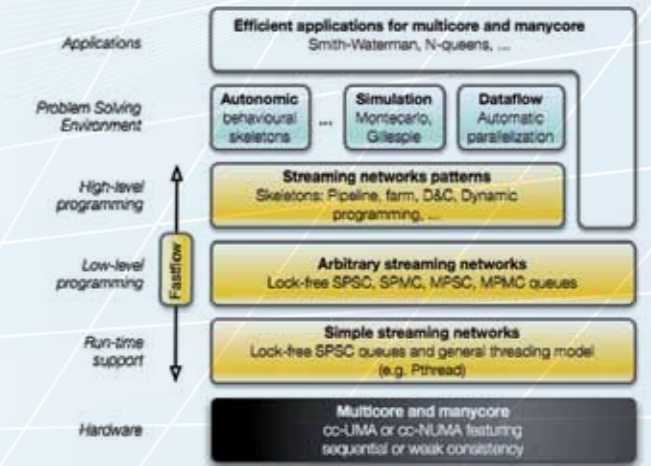 Applications
Efficient applications for multicore and manycore
Smith-Waterman, N-queens, ...
Problem Solving
Environment
Autonomic
behavioural
skeletons
...
Simulation
Montecarlo,
Gillespie
Dataflow
Automatic
parallelization
High-level
programming
Streaming networks patterns
Skeletons: Pipeline, farm, D&C, Dynamic
programming, ...
Fastflow
Low-level
programming
Arbitrary streaming networks
Lock-free SPSC, SPMC, MPSC, MPMC queues
Run-time
support
Simple streaming networks
Lock-free SPSC queues and general threading model
(e.g. Pthread)
Hardware
Multicore and manycore
cc-UMA or cc-NUMA featuring
sequential or weak consistency